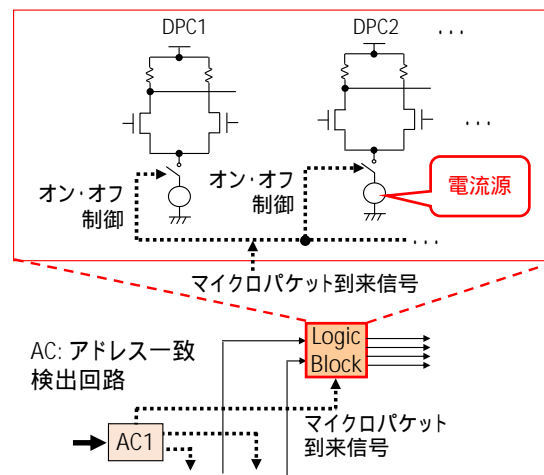 DPC1
DPC2
...
...
オン・オフ
制御
オン・オフ
制御
電流源
...
マイクロパケット到来信号
Logic
Block
AC: アドレス一致
検出回路
AC1
マイクロパケット
到来信号